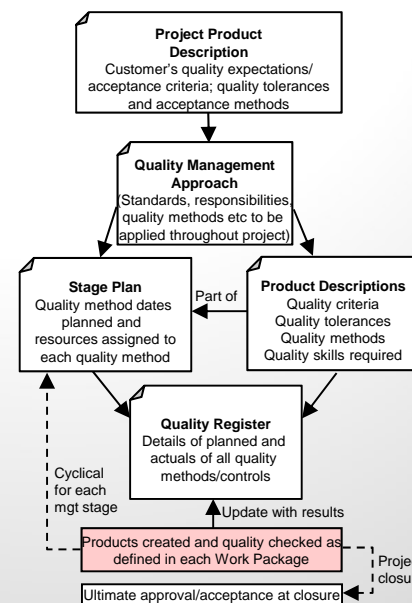 Project Product
Description
Customer's quality expectations/
acceptance criteria; quality tolerances
and acceptance methods
Quality Management
Approach
(Standards, responsibilities,
quality methods etc to be
applied throughout project)
Stage Plan
Quality method dates
planned and
resources assigned to
each quality method
Part of
Product Descriptions
Quality criteria
Quality tolerances
Quality methods
Quality skills required
Quality Register
Details of planned and
actuals of all quality
methods/controls
Cyclical
for each
mgt stage
Update with results
Products created and quality checked as
defined in each Work Package
Project
closu
Ultimate approval/acceptance at closure